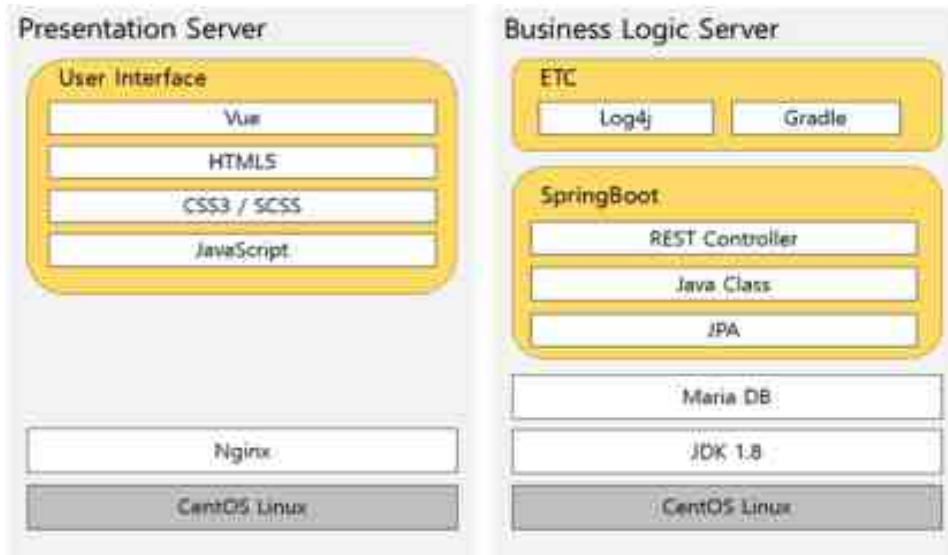 Presentation Server
User Interface
Vue
HTML5
CSS3 / SCSS
JavaScript
Nginx
CentOS Linux
Business Logic Server
ETC
Log4j
Gradle
SpringBoot
REST Controller
Java Class
JPA
Maria DB
JDK 1.8
CentOS Linux